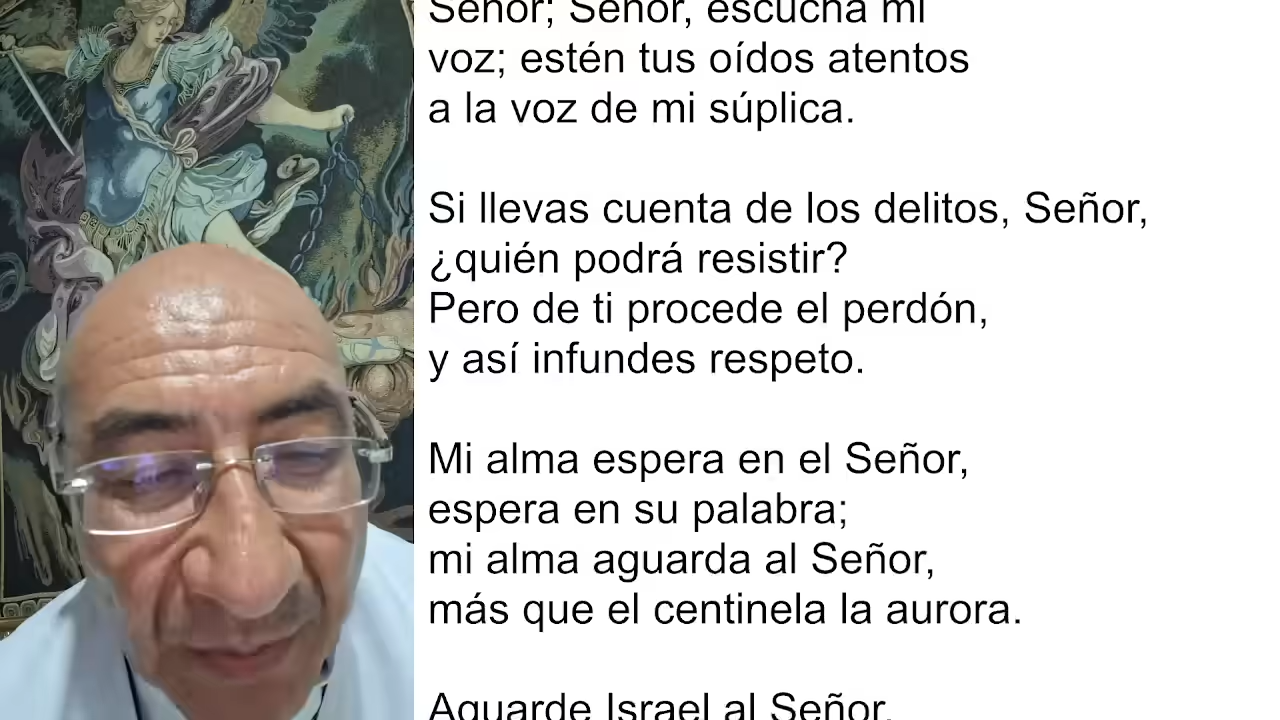 Señor; Señor, escucha mi
voz; estén tus oídos atentos
a la voz de mi súplica.
Si llevas cuenta de los delitos, Señor,
¿quién podrá resistir?
Pero de ti procede el perdón,
y así infundes respeto.
Mi alma espera en el Señor,
espera en su palabra;
mi alma aguarda al Señor,
más que el centinela la aurora.
Aguarde Israel al Señor,